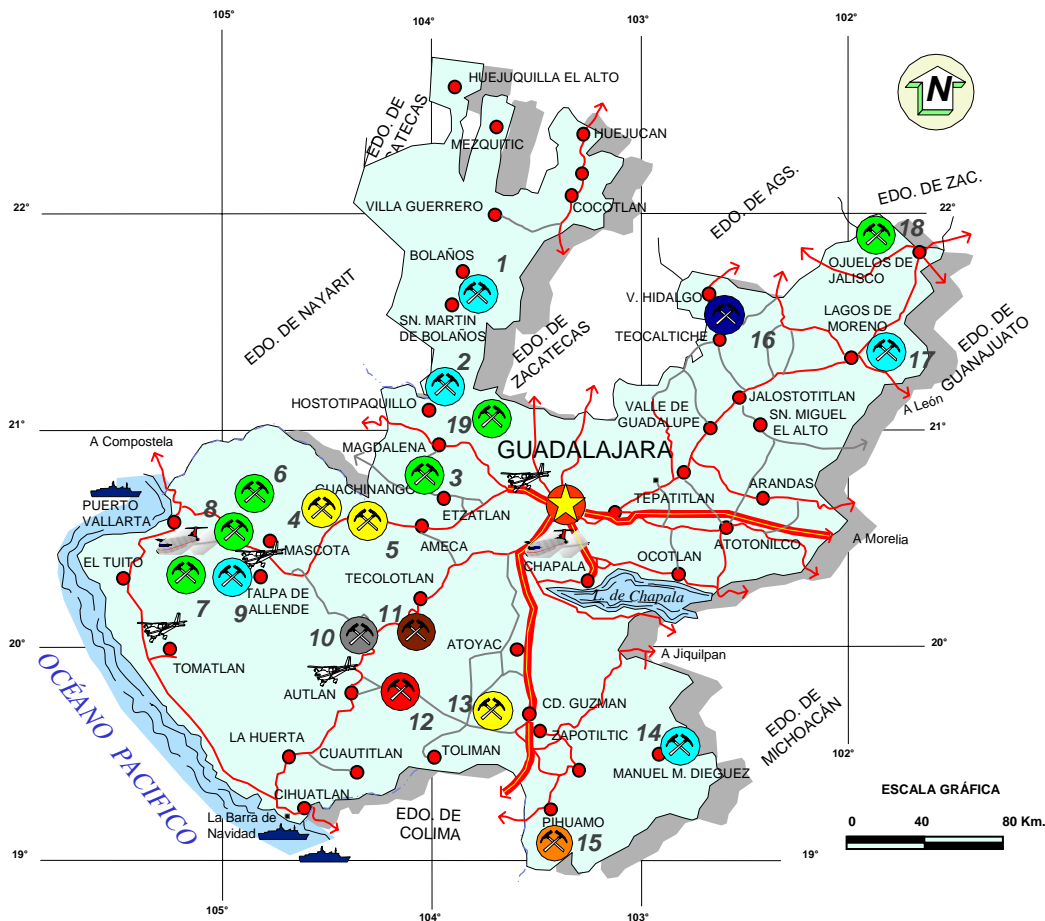 105°
104°
103°
102°
HUEJUQUILLA EL ALTO
N
EDO. DE
CATECAS
MEZQUITIC
HUEJUCAN
EDO. DE AGS.
EDO. DE ZAC.
VILLA GUERRERO
COCOTLAN
22°
22°
18
BOLAÑOS
1
OJUELOS DE
JALISCO
EDO. DE NAYARIT
V. HIDALGO
SN. MARTIN
DE BOLAÑOS
EDO. DE
ZACATECAS
TEOCALTICHE
16
LAGOS DE
MORENO
17
EDO. DE
GUANAJUATO
2
HOSTOTIPAQUILLO
19
JALOSTOTITLAN
A León
VALLE DE
GUADALUPE
SN. MIGUEL
EL ALTO
21°
21°
A Compostela
MAGDALENA
GUADALAJARA
3
6
GUACHINANGO
4
ETZATLAN
TEPATITLAN
ARANDAS
PUERTO
VALLARTA
8
5
AMECA
ATOTONILCO
A Morelia
MASCOTA
EL TUITO
OCOTLAN
CHAPALA
TECOLOTLAN
7
9
TALPA DE
ALLENDE
L. de Chapala
11
10
20°
20°
ATOYAC
A Jiquilpan
TOMATLAN
OCÉANO PACIFICO
AUTLAN
12
13
CD. GUZMAN
EDO. DE
MICHOACÁN
ZAPOTILTIC
14
LA HUERTA
TOLIMAN
CUAUTITLAN
102°
MANUEL M. DIEGUEZ
CIHUATLAN
EDO. DE
COLIMA
ESCALA GRÁFICA
La Barra de
Navidad
PIHUAMO
0 40 80 Km.
15
19°
19°
105°
104°
103°